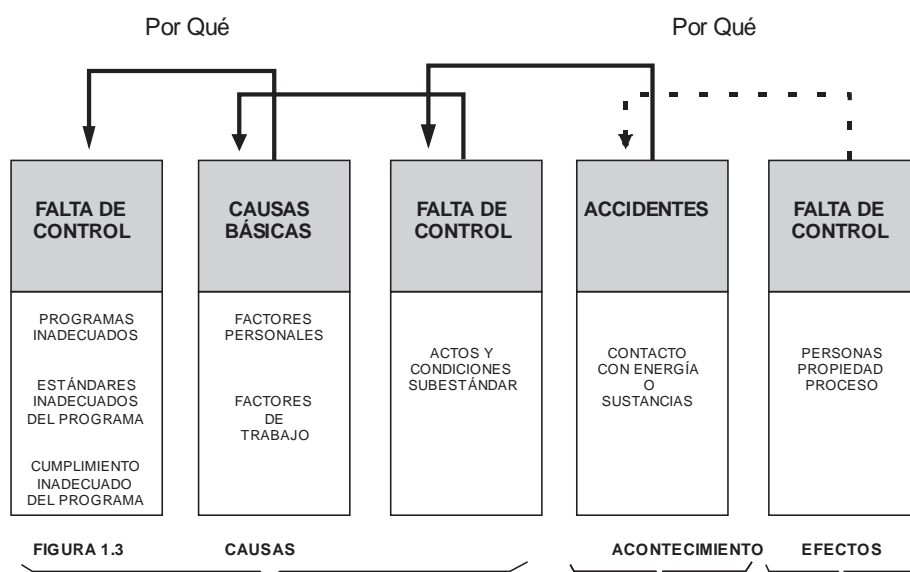 Por Qué
Por Qué
FALTA DE
CONTROL
PROGRAMAS
INADECUADOS
ESTÁNDARES
INADECUADOS
DEL PROGRAMA
CUMPLIMIENTO
INADECUADO
DEL PROGRAMA
CAUSAS
BÁSICAS
FACTORES
PERSONALES
FACTORES
DE
TRABAJO
FALTA DE
CONTROL
ACTOS Y
CONDICIONES
SUBESTÁNDAR
ACCIDENTES
CONTACTO
CON ENERGÍA
O
SUSTANCIAS
FALTA DE
CONTROL
PERSONAS
PROPIEDAD
PROCESO
FIGURA 1.3
CAUSAS
ACONTECIMIENTO
EFECTOS